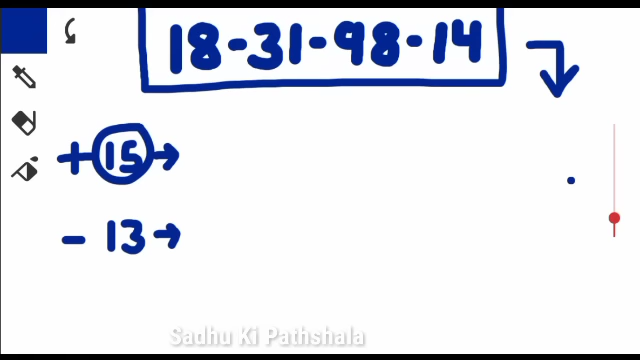 18-31-98-14
+ 15 →
- 13 →
Sadhu Ki Pathshala